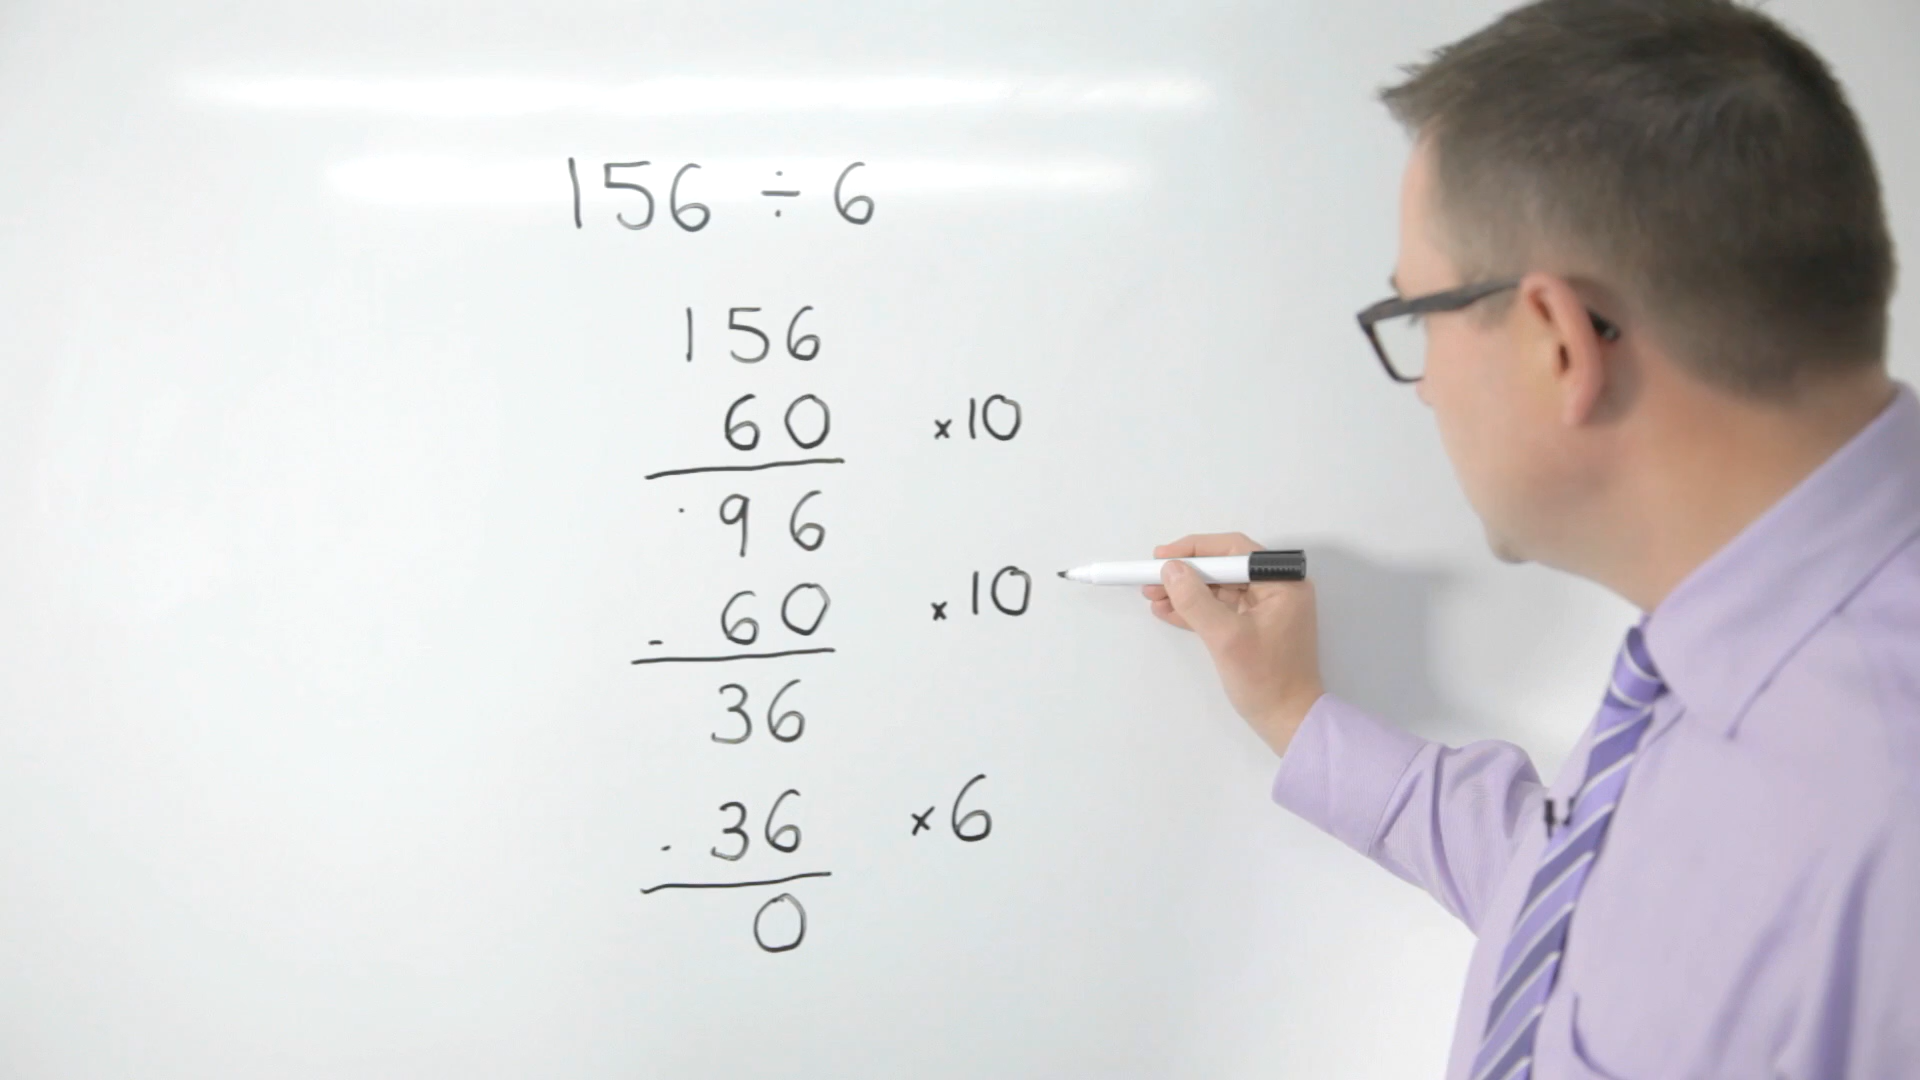 156 ÷ 6
156
60 × 10
- 96
- 60 × 10
36
- 36 × 6
0